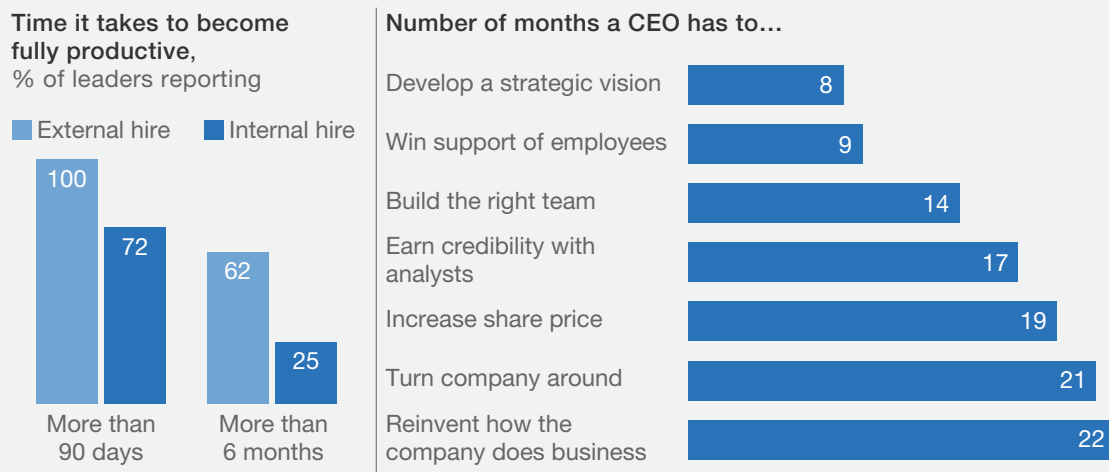 Time it takes to become
fully productive,
% of leaders reporting
External hire
Internal hire
100
72
62
25
More than
90 days
More than
6 months
Number of months a CEO has to…
Develop a strategic vision
8
Win support of employees
9
Build the right team
14
Earn credibility with
analysts
17
Increase share price
19
Turn company around
21
Reinvent how the
company does business
22